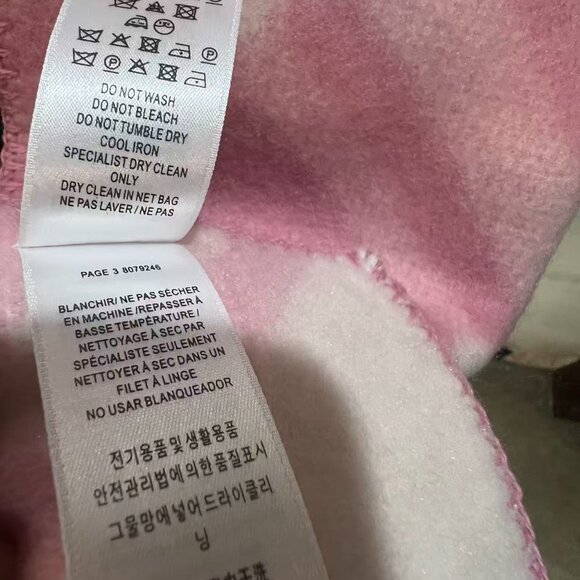 DO NOT WASH
DO NOT BLEACH
DO NOT TUMBLE DRY
COOL IRON
SPECIALIST DRY CLEAN
ONLY
DRY CLEAN IN NET BAG
NE PAS LAVER / NE PAS
PAGE 3 8079246
BLANCHIR/ NE PAS SÉCHER
EN MACHINE /REPASSER À
BASSE TEMPÉRATURE /
NETTOYAGE À SEC PAR
SPÉCIALISTE SEULEMENT
NETTOYER À SEC DANS UN
FILET À LINGE
NO USAR BLANQUEADOR
전기용품 및 생활용품
안전관리법에 의한 품질표시
그물망에 넣어 드라이클리
닝